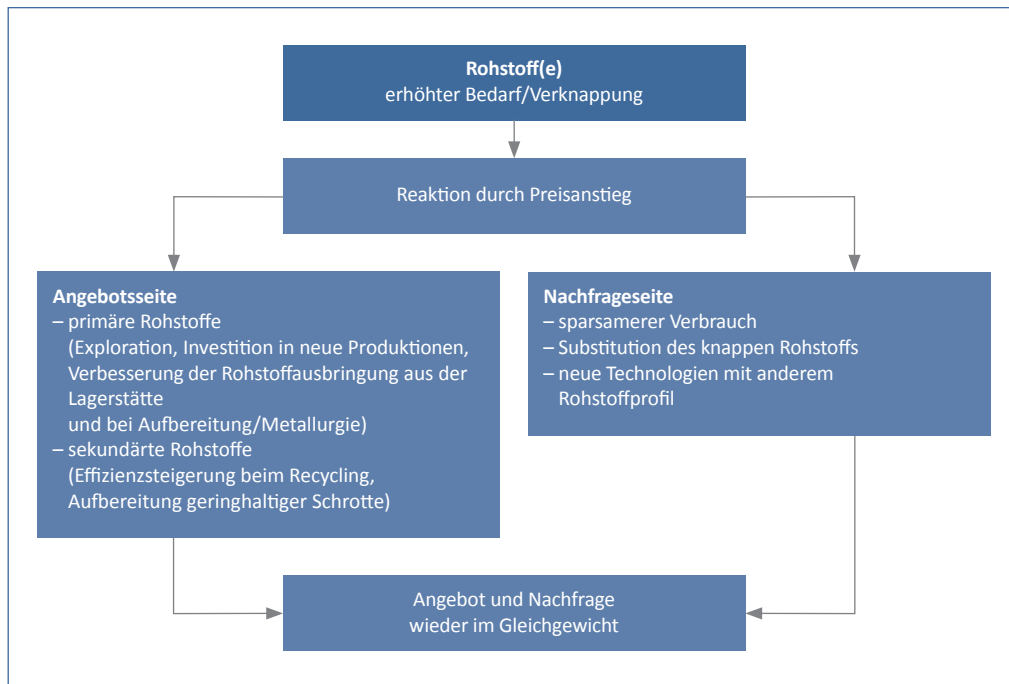 Rohstoff(e)
erhöhter Bedarf/Verknappung
Reaktion durch Preisanstieg
Angebotsseite
– primäre Rohstoffe
(Exploration, Investition in neue Produktionen,
Verbesserung der Rohstoffausbringung aus der
Lagerstätte
und bei Aufbereitung/Metallurgie)
– sekundärte Rohstoffe
(Effizienzsteigerung beim Recycling,
Aufbereitung geringhaltiger Schrotte)
Nachfrageseite
– sparsamerer Verbrauch
– Substitution des knappen Rohstoffs
– neue Technologien mit anderem
Rohstoffprofil
Angebot und Nachfrage
wieder im Gleichgewicht